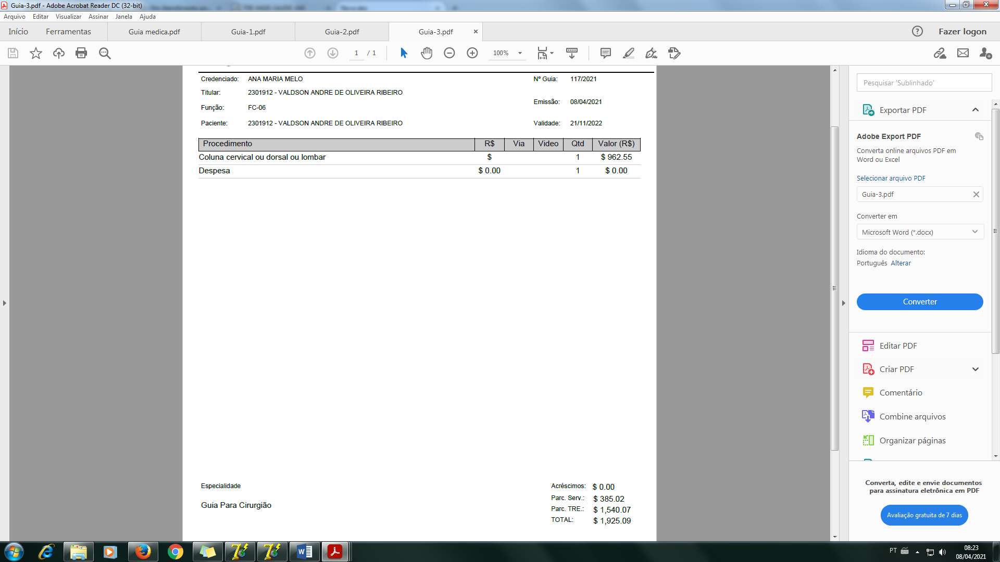 Guia-3.pdf - Adobe Acrobat Reader DC (32-bit)
Arquivo Editar Visualizar Assinar Janela Ajuda
Início Ferramentas Guia medica.pdf Guia-1.pdf Guia-2.pdf Guia-3.pdf × ? Fazer logon
1 / 1 100%
Credenciado: ANA MARIA MELO Nº Guia: 117/2021
Titular: 2301912 - VALDSON ANDRE DE OLIVEIRA RIBEIRO
Emissão: 08/04/2021
Função: FC-06
Paciente: 2301912 - VALDSON ANDRE DE OLIVEIRA RIBEIRO Validade: 21/11/2022
Procedimento R$ Via Video Qtd Valor (R$)
Coluna cervical ou dorsal ou lombar $ 1 $ 962.55
Despesa $ 0.00 1 $ 0.00
Especialidade
Guia Para Cirurgião
Acréscimos: $ 0.00
Parc. Serv.: $ 385.02
Parc. TRE.: $ 1,540.07
TOTAL: $ 1,925.09
Pesquisar 'Sublinhado'
Exportar PDF
Adobe Export PDF
Converta online arquivos PDF em
Word ou Excel
Selecionar arquivo PDF
Guia-3.pdf
Converter em
Microsoft Word (*.docx)
Idioma do documento:
Português Alterar
Converter
Editar PDF
Criar PDF
Comentário
Combine arquivos
Organizar páginas
Converta, edite e envie documentos
para assinatura eletrônica em PDF
Avaliação gratuita de 7 dias
PT 08:23
08/04/2021